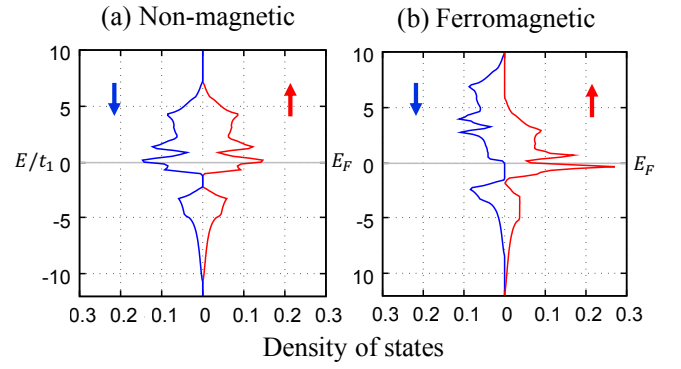 (a) Non-magnetic
(b) Ferromagnetic
10
5
E/t₁ 0
-5
-10
E_F
0.3 0.2 0.1 0 0.1 0.2 0.3
10
5
0
5
10
E_F
0.3 0.2 0.1 0 0.1 0.2 0.3
Density of states